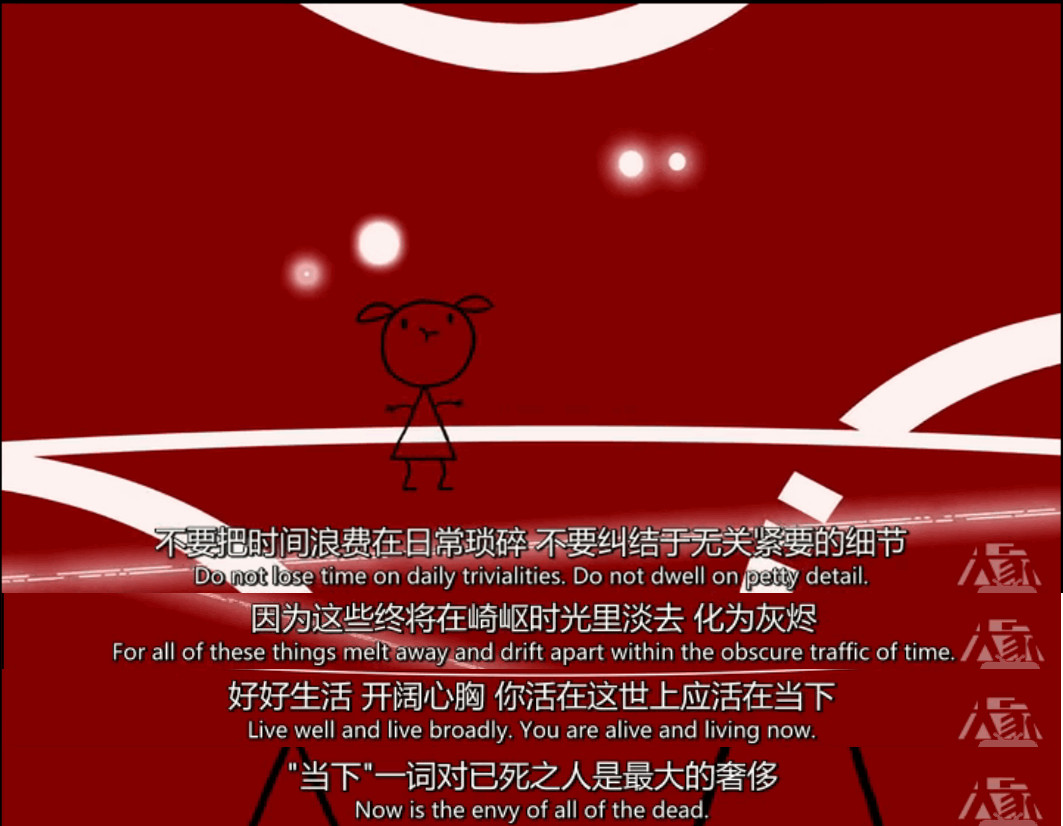 不要把时间浪费在日常琐碎 不要纠结于无关紧要的细节
Do not lose time on daily trivialities. Do not dwell on petty detail.
因为这些终将在崎岖时光里淡去 化为灰烬
For all of these things melt away and drift apart within the obscure traffic of time.
好好生活 开阔心胸 你活在这世上应活在当下
Live well and live broadly. You are alive and living now.
"当下"一词对已死之人是最大的奢侈
Now is the envy of all of the dead.